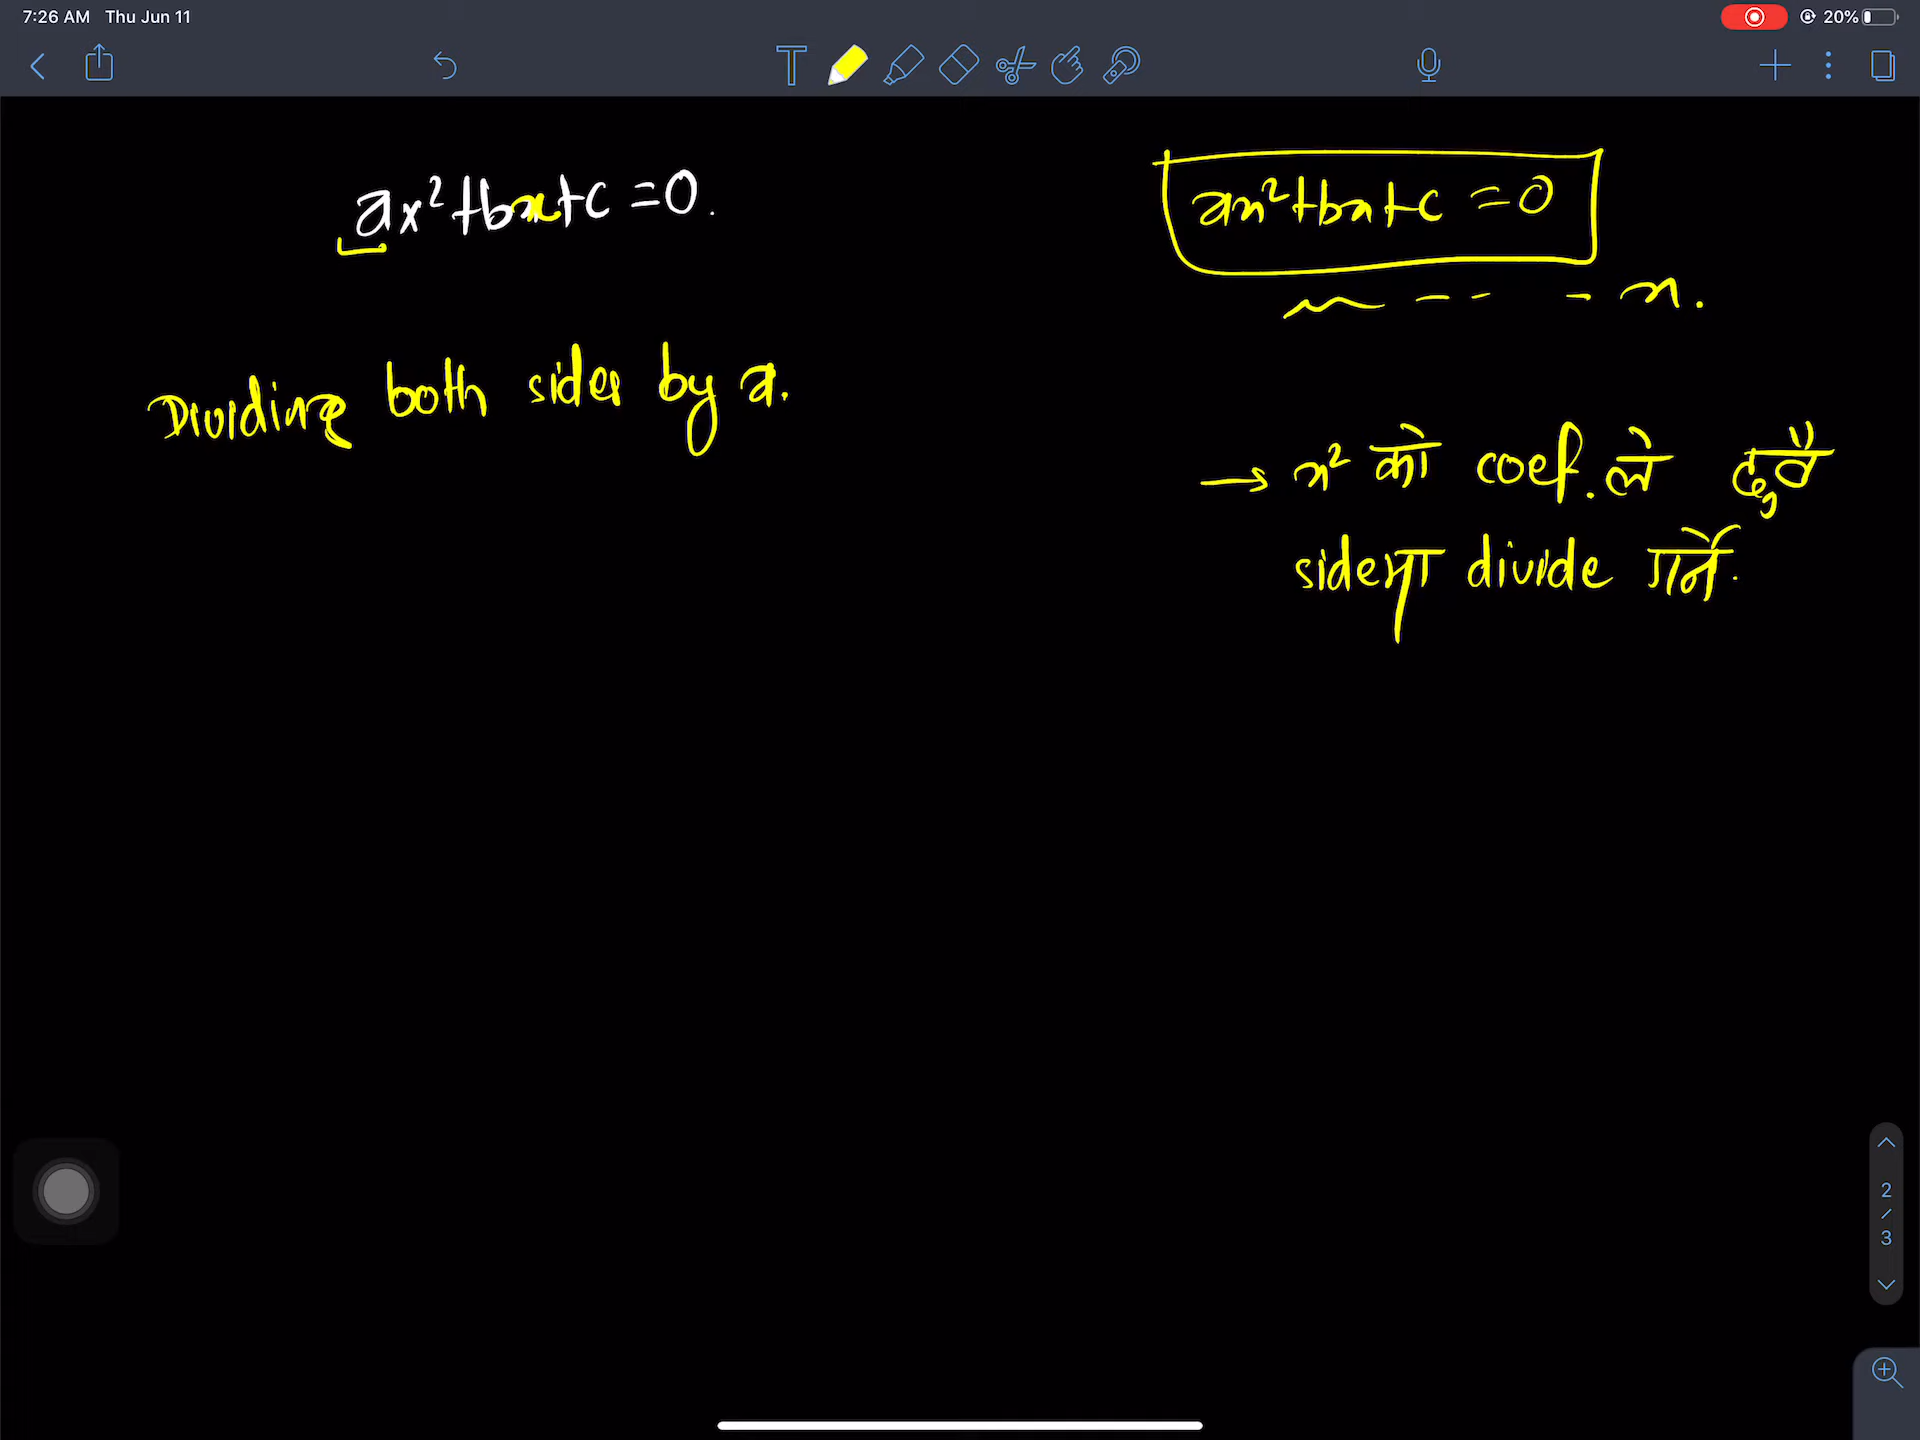 7:26 AM Thu Jun 11
20%
ax²+bx+c=0.
Dividing both sides by a.
ax²+bx+c=0
x.
→ x² को coef. ले दुवै
sideमा divide गर्ने.
2
/
3